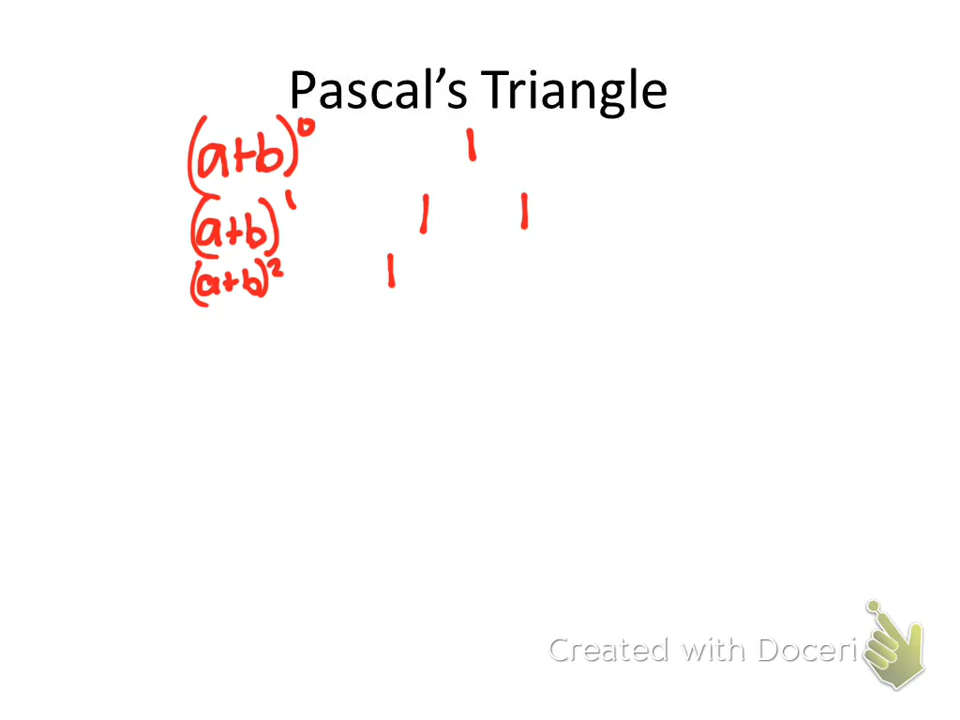 Pascal's Triangle
(a+b)⁰ 1
(a+b)¹ 1 1
(a+b)² 1
Created with Doceri